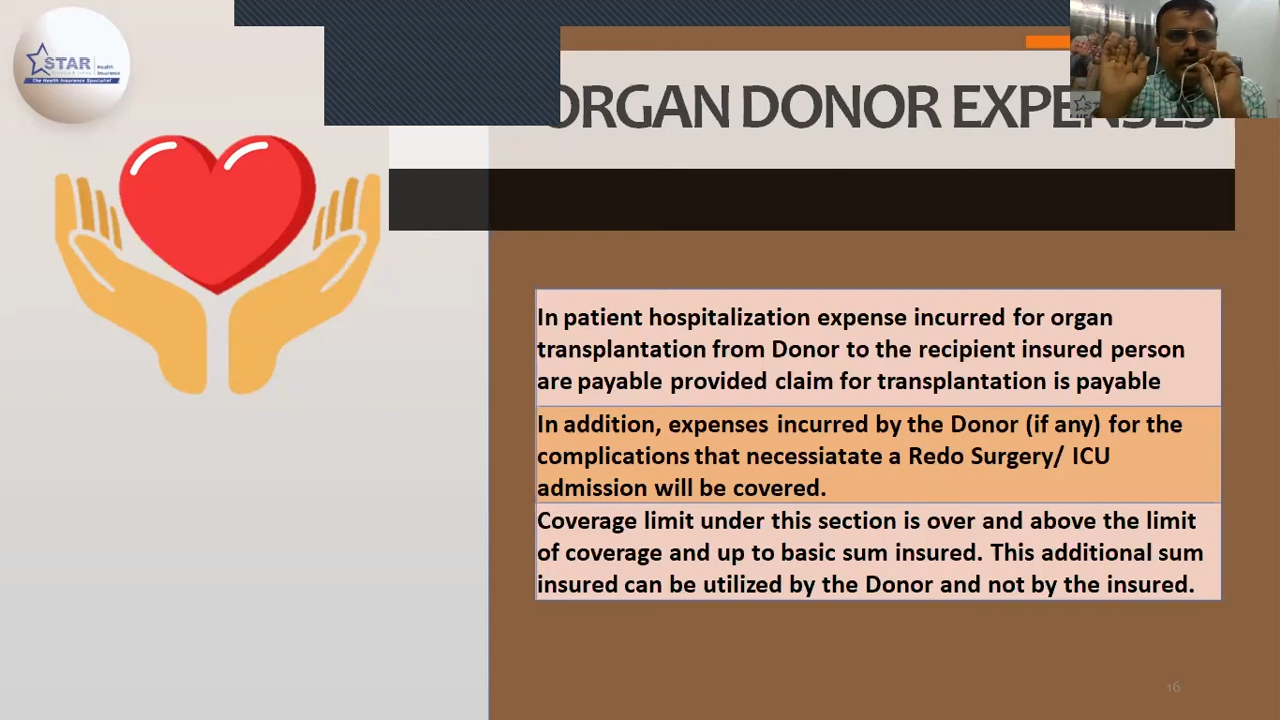 STAR
Health
Insurance
The Health Insurance Specialist
ORGAN DONOR EXPENSES
In patient hospitalization expense incurred for organ
transplantation from Donor to the recipient insured person
are payable provided claim for transplantation is payable
In addition, expenses incurred by the Donor (if any) for the
complications that necessiatate a Redo Surgery/ ICU
admission will be covered.
Coverage limit under this section is over and above the limit
of coverage and up to basic sum insured. This additional sum
insured can be utilized by the Donor and not by the insured.
16